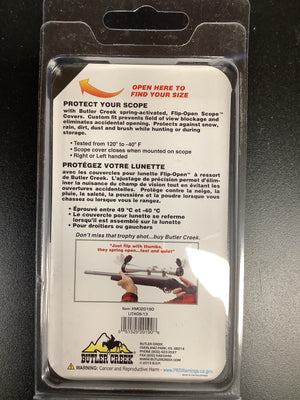 OPEN HERE TO
FIND YOUR SIZE
PROTECT YOUR SCOPE
with Butler Creek spring-activated, Flip-Open Scope
Covers. Custom fit prevents field of view blockage and
eliminates accidental opening. Protects against snow,
rain, dirt, dust and brush while hunting or during
storage.
• Tested from 120° to -40° F
• Scope cover closes when mounted on scope
• Right or Left handed
PROTÉGEZ VOTRE LUNETTE
avec les couvercles pour lunette Flip-Open® à ressort
de Butler Creek. L'ajustage de précision permet d'élim-
iner la nuisance du champ de vision tout en évitant les
ouvertures accidentelles. Protège contre la neige, la
pluie, la saleté, la poussière et la poudre lorsque vous
chassez ou lorsque vous le rangez.
• Éprouvé entre 49 °C et -40 °C
• Le couvercle pour lunette se referme
lorsqu'il est assemblé sur la lunette
• Pour droitiers ou gauchers
Don't miss that trophy shot...buy Butler Creek.
"Just flip with thumbs,
they spring open...fast and quiet"
Item #MO20190
BUTLER CREEK
OVERLAND PARK, KS
BUTLER CREEK
WARNING: Cancer and Reproductive Harm -